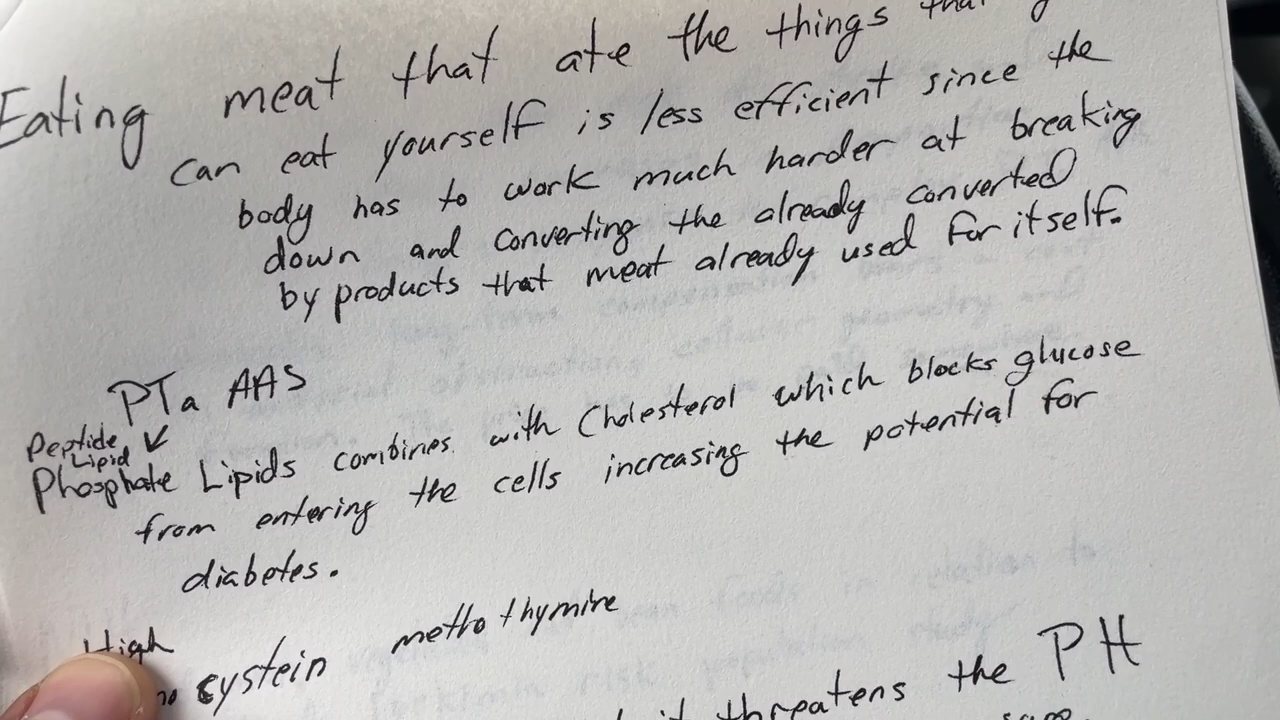 Eating meat that ate the things that
can eat yourself is less efficient since the
body has to work much harder at breaking
down and converting the already converted
by products that meat already used for itself.
PTa AAS
Peptide
Lipid
Phosphate Lipids combines with Cholesterol which blocks glucose
from entering the cells increasing the potential for
diabetes.
High
cystein metho thymine
it threatens the PH